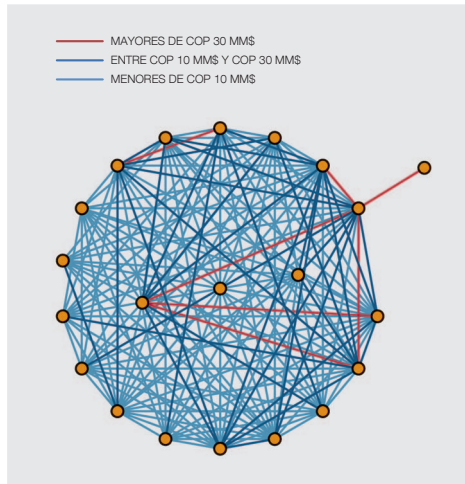 MAYORES DE COP 30 MM$
ENTRE COP 10 MM$ Y COP 30 MM$
MENORES DE COP 10 MM$